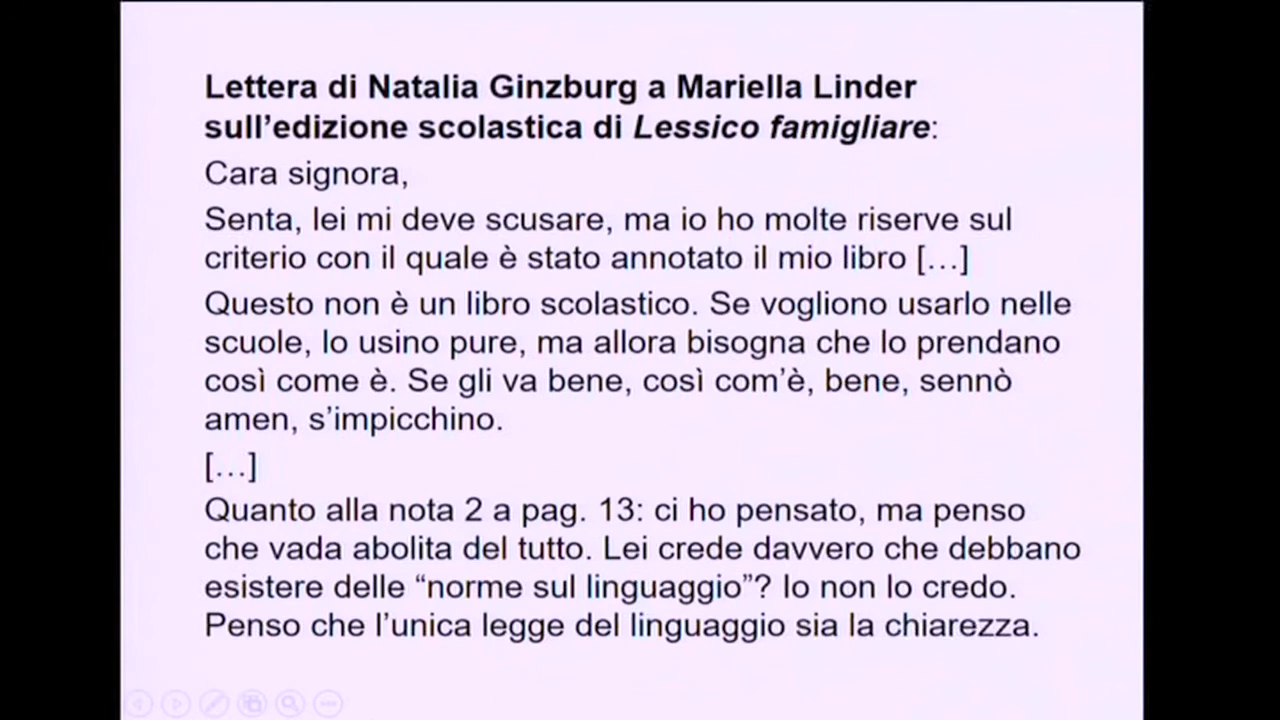 Lettera di Natalia Ginzburg a Mariella Linder
sull’edizione scolastica di Lessico famigliare:
Cara signora,
Senta, lei mi deve scusare, ma io ho molte riserve sul
criterio con il quale è stato annotato il mio libro […]
Questo non è un libro scolastico. Se vogliono usarlo nelle
scuole, lo usino pure, ma allora bisogna che lo prendano
così come è. Se gli va bene, così com’è, bene, sennò
amen, s’impicchino.
[…]
Quanto alla nota 2 a pag. 13: ci ho pensato, ma penso
che vada abolita del tutto. Lei crede davvero che debbano
esistere delle “norme sul linguaggio”? Io non lo credo.
Penso che l’unica legge del linguaggio sia la chiarezza.